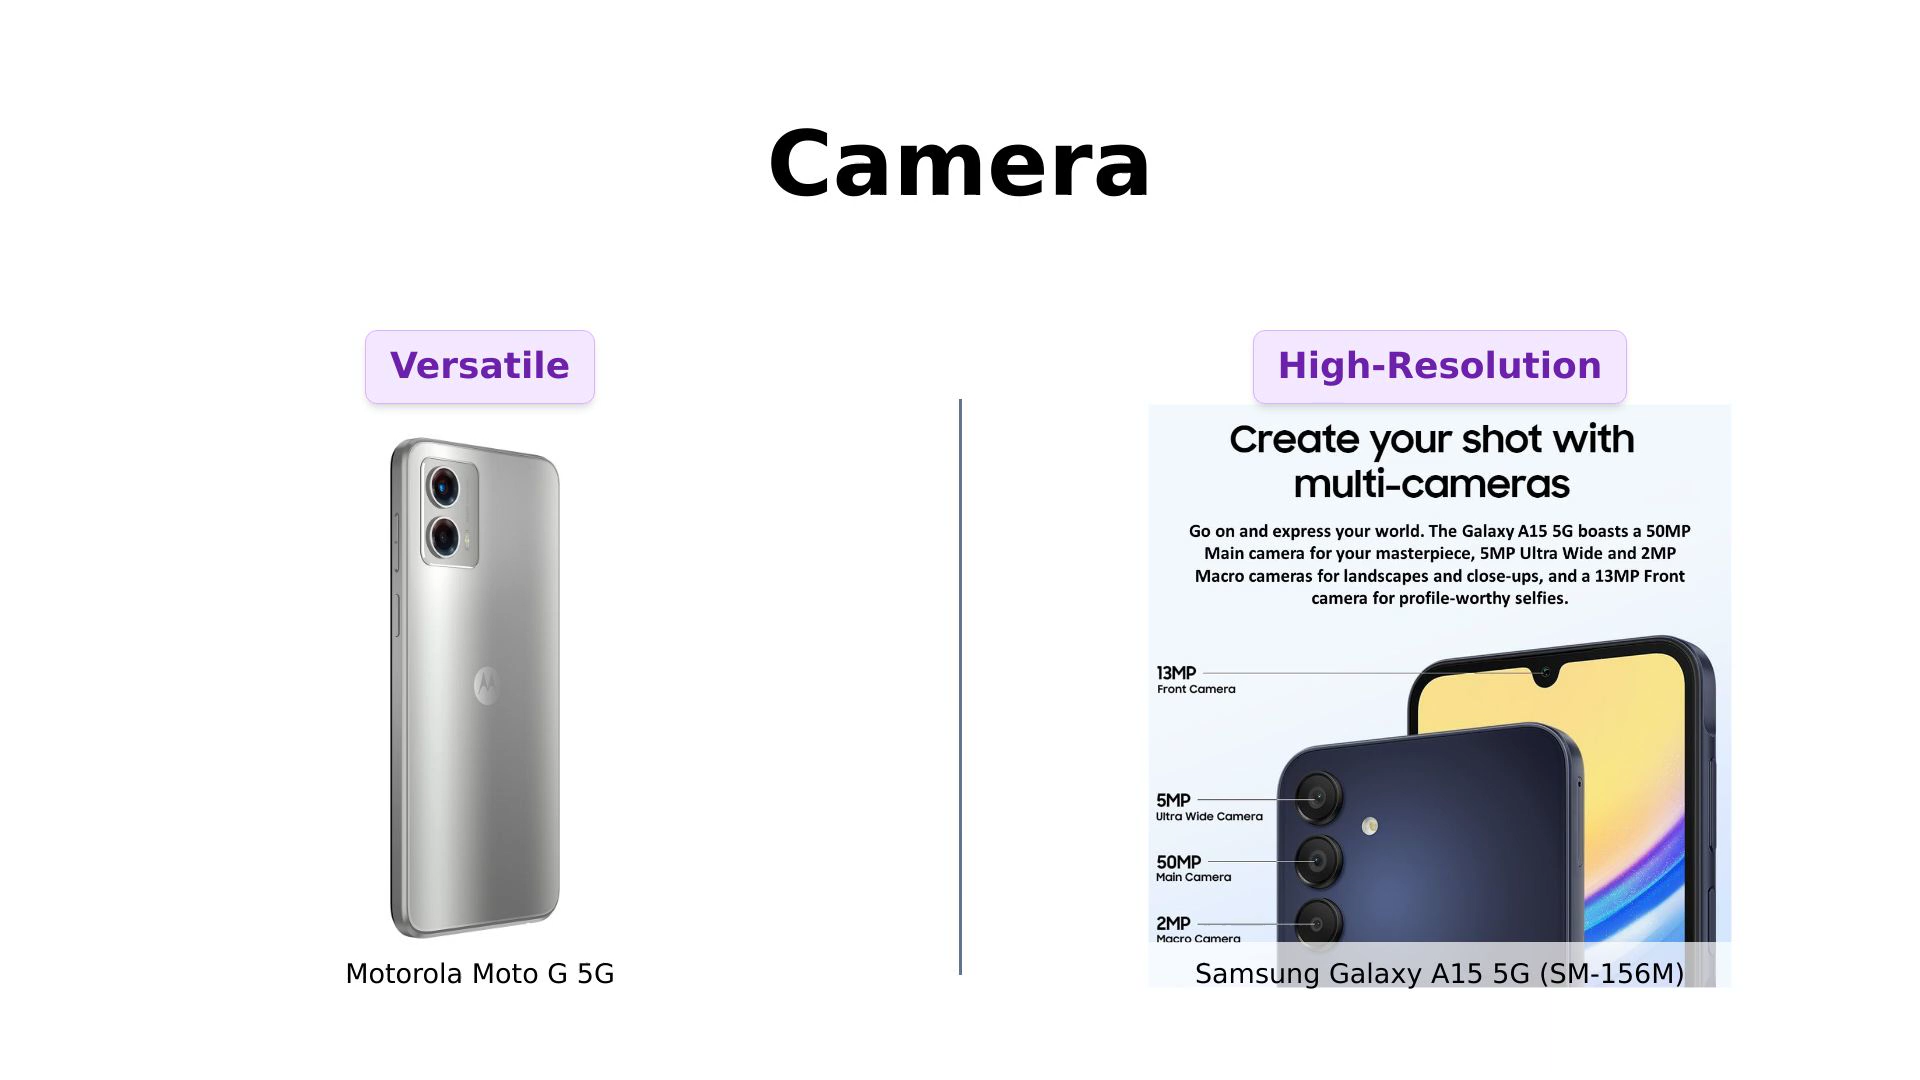 Camera
Versatile
Motorola Moto G 5G
High-Resolution
Create your shot with
multi-cameras
Go on and express your world. The Galaxy A15 5G boasts a 50MP
Main camera for your masterpiece, 5MP Ultra Wide and 2MP
Macro cameras for landscapes and close-ups, and a 13MP Front
camera for profile-worthy selfies.
13MP
Front Camera
5MP
Ultra Wide Camera
50MP
Main Camera
2MP
Macro Camera
Samsung Galaxy A15 5G (SM-156M)